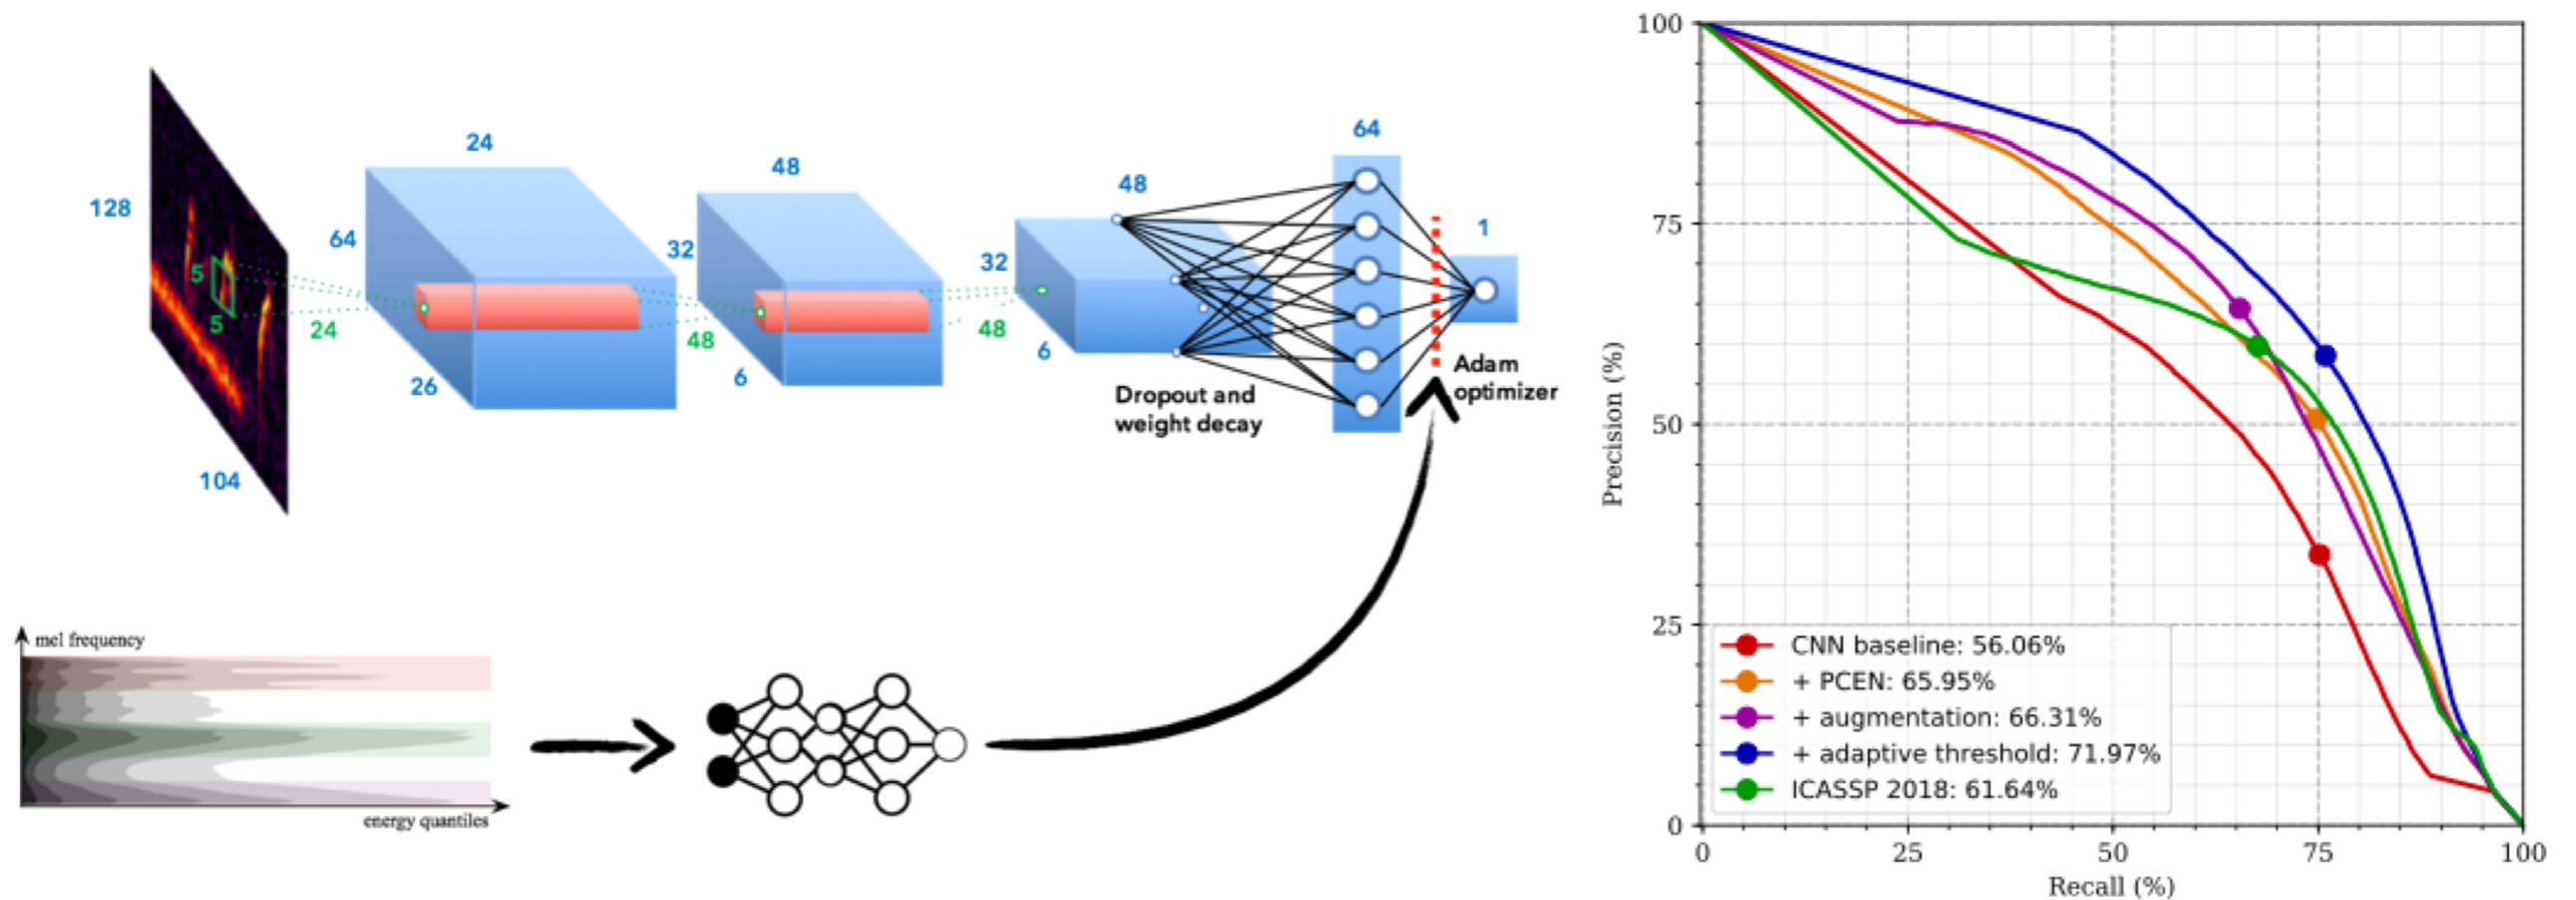 24
128
64
5
5
24
26
104
48
32
48
6
48
32
48
6
Dropout and
weight decay
64
1
Adam
optimizer
mel frequency
energy quantiles
100
75
50
25
0
Precision (%)
CNN baseline: 56.06%
+ PCEN: 65.95%
+ augmentation: 66.31%
+ adaptive threshold: 71.97%
ICASSP 2018: 61.64%
0 25 50 75 100
Recall (%)